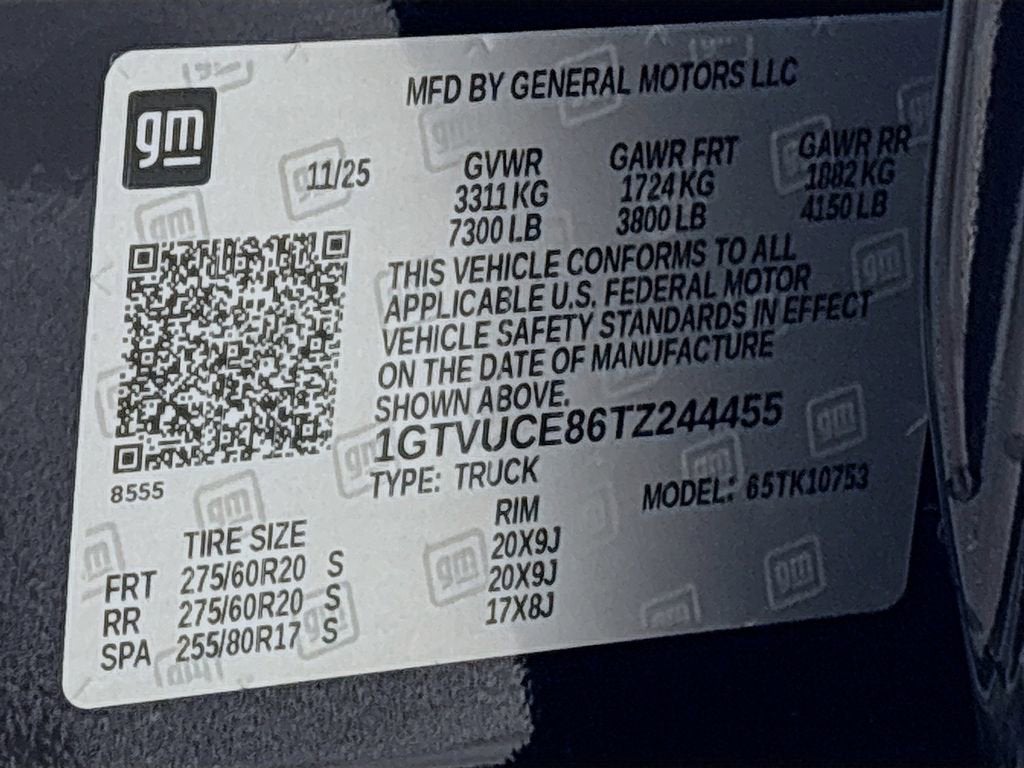 gm
MFD BY GENERAL MOTORS LLC
11/25
GVWR GAWR FRT GAWR RR
3311 KG 1724 KG 1882 KG
7300 LB 3800 LB 4150 LB
THIS VEHICLE CONFORMS TO ALL
APPLICABLE U.S. FEDERAL MOTOR
VEHICLE SAFETY STANDARDS IN EFFECT
ON THE DATE OF MANUFACTURE
SHOWN ABOVE.
1GTVUCE86TZ244455
8555
TYPE: TRUCK MODEL: 65TK10753
TIRE SIZE RIM
FRT 275/60R20 S 20X9J
RR 275/60R20 S 20X9J
SPA 255/80R17 S 17X8J